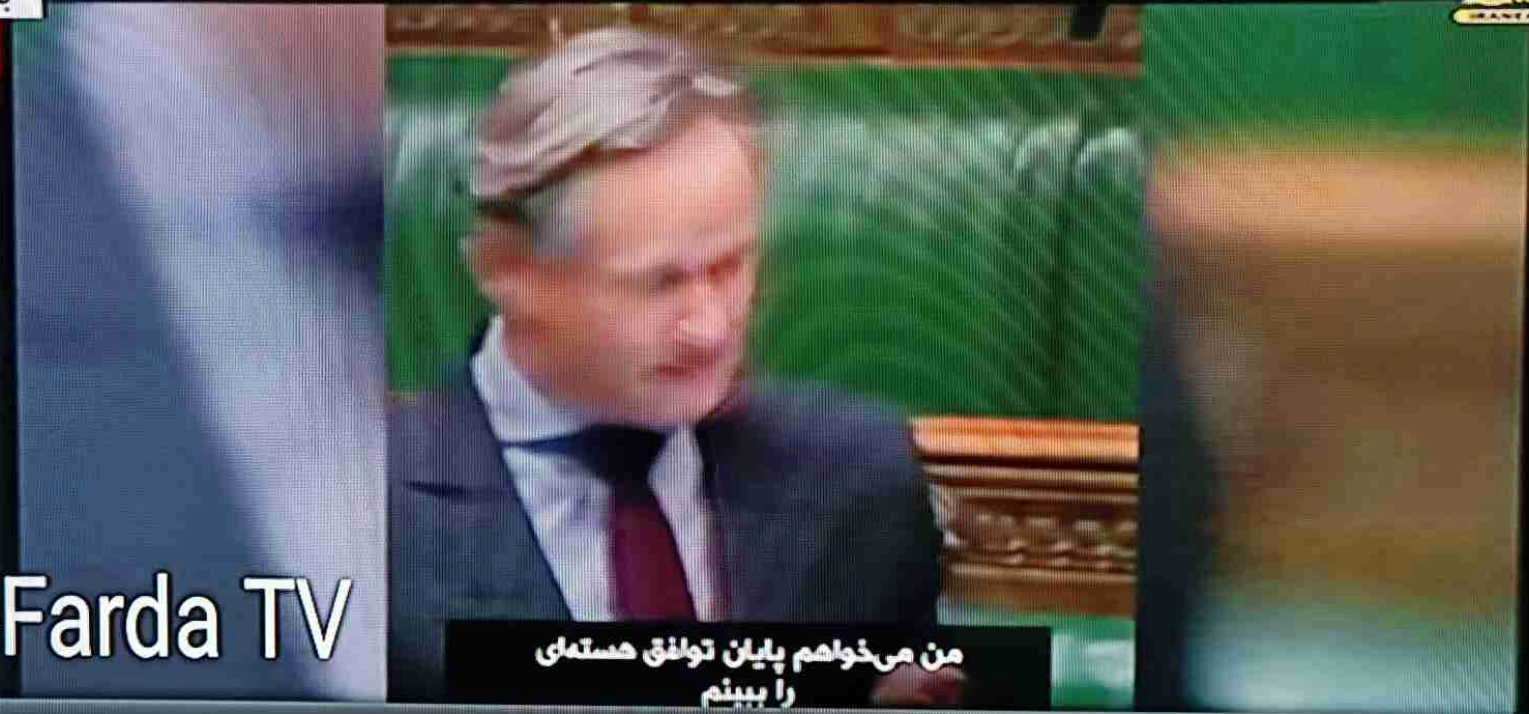 Farda TV
من می‌خواهم پایان توافق هسته‌ای
را ببینم